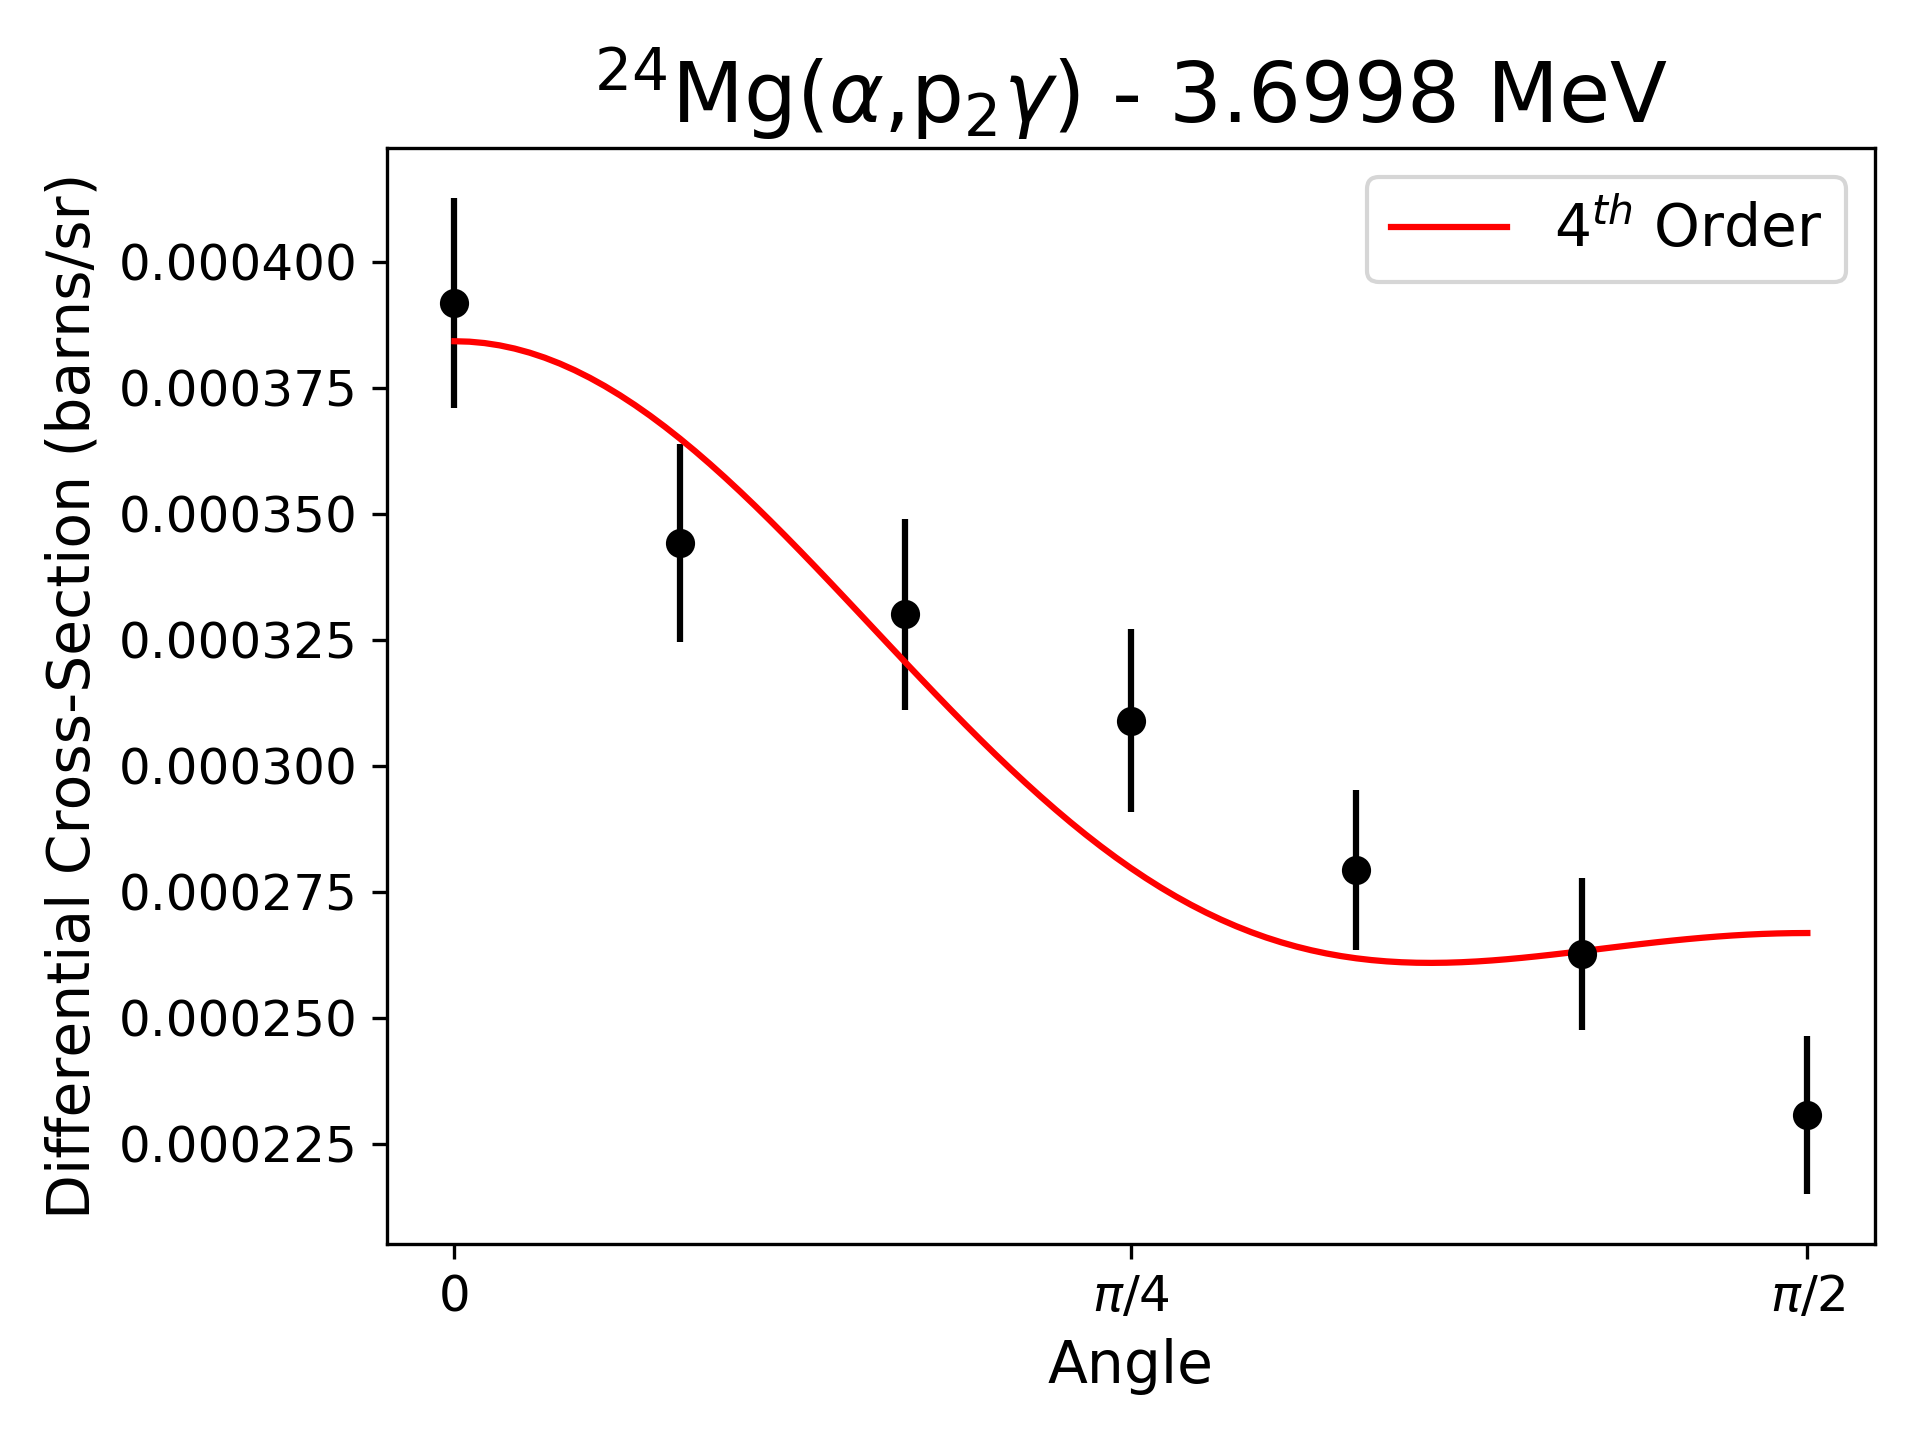 ²⁴Mg(α,p₂γ) - 3.6998 MeV
4ᵗʰ Order
Differential Cross-Section (barns/sr)
0.000400
0.000375
0.000350
0.000325
0.000300
0.000275
0.000250
0.000225
0
π/4
π/2
Angle